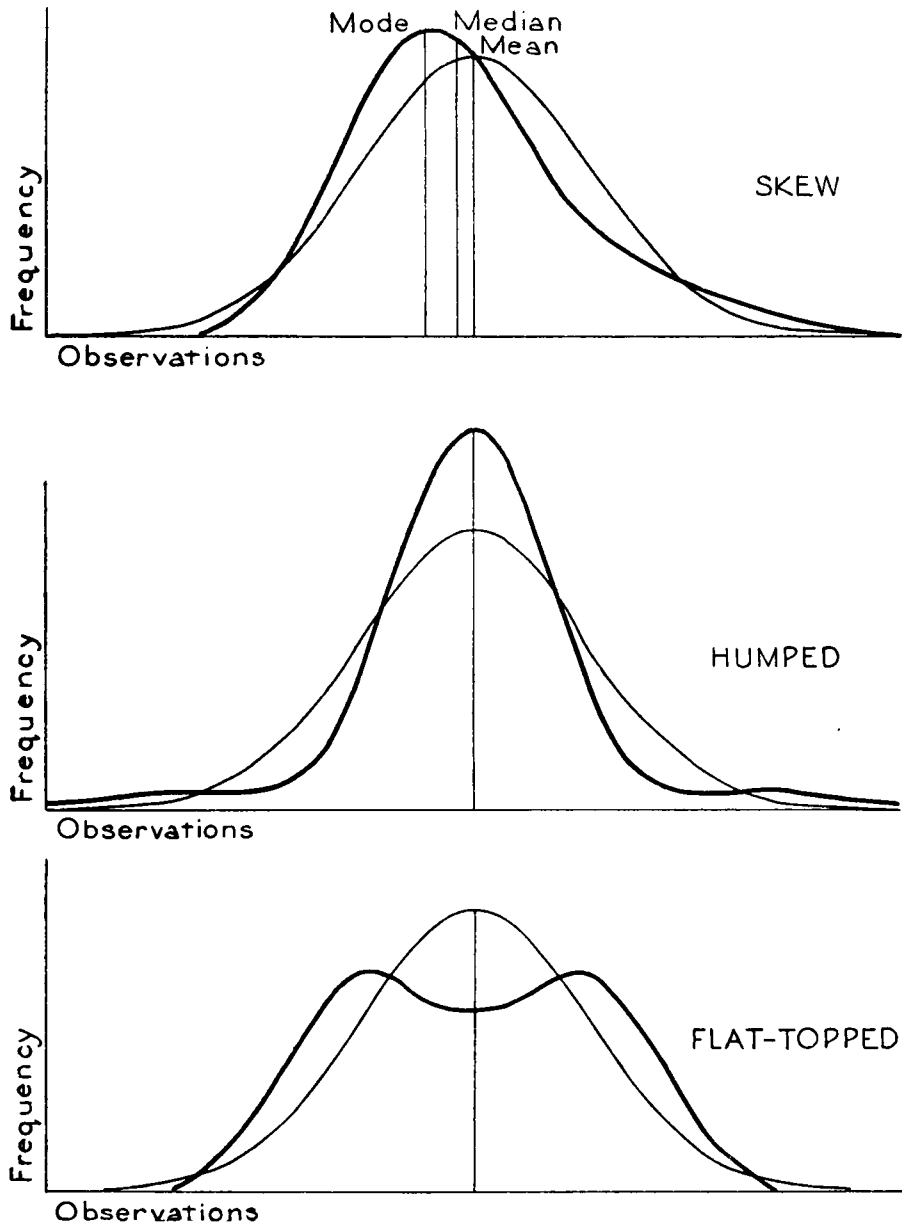 Mode
Median
Mean
SKEW
Frequency
Observations
HUMPED
Frequency
Observations
FLAT-TOPPED
Frequency
Observations